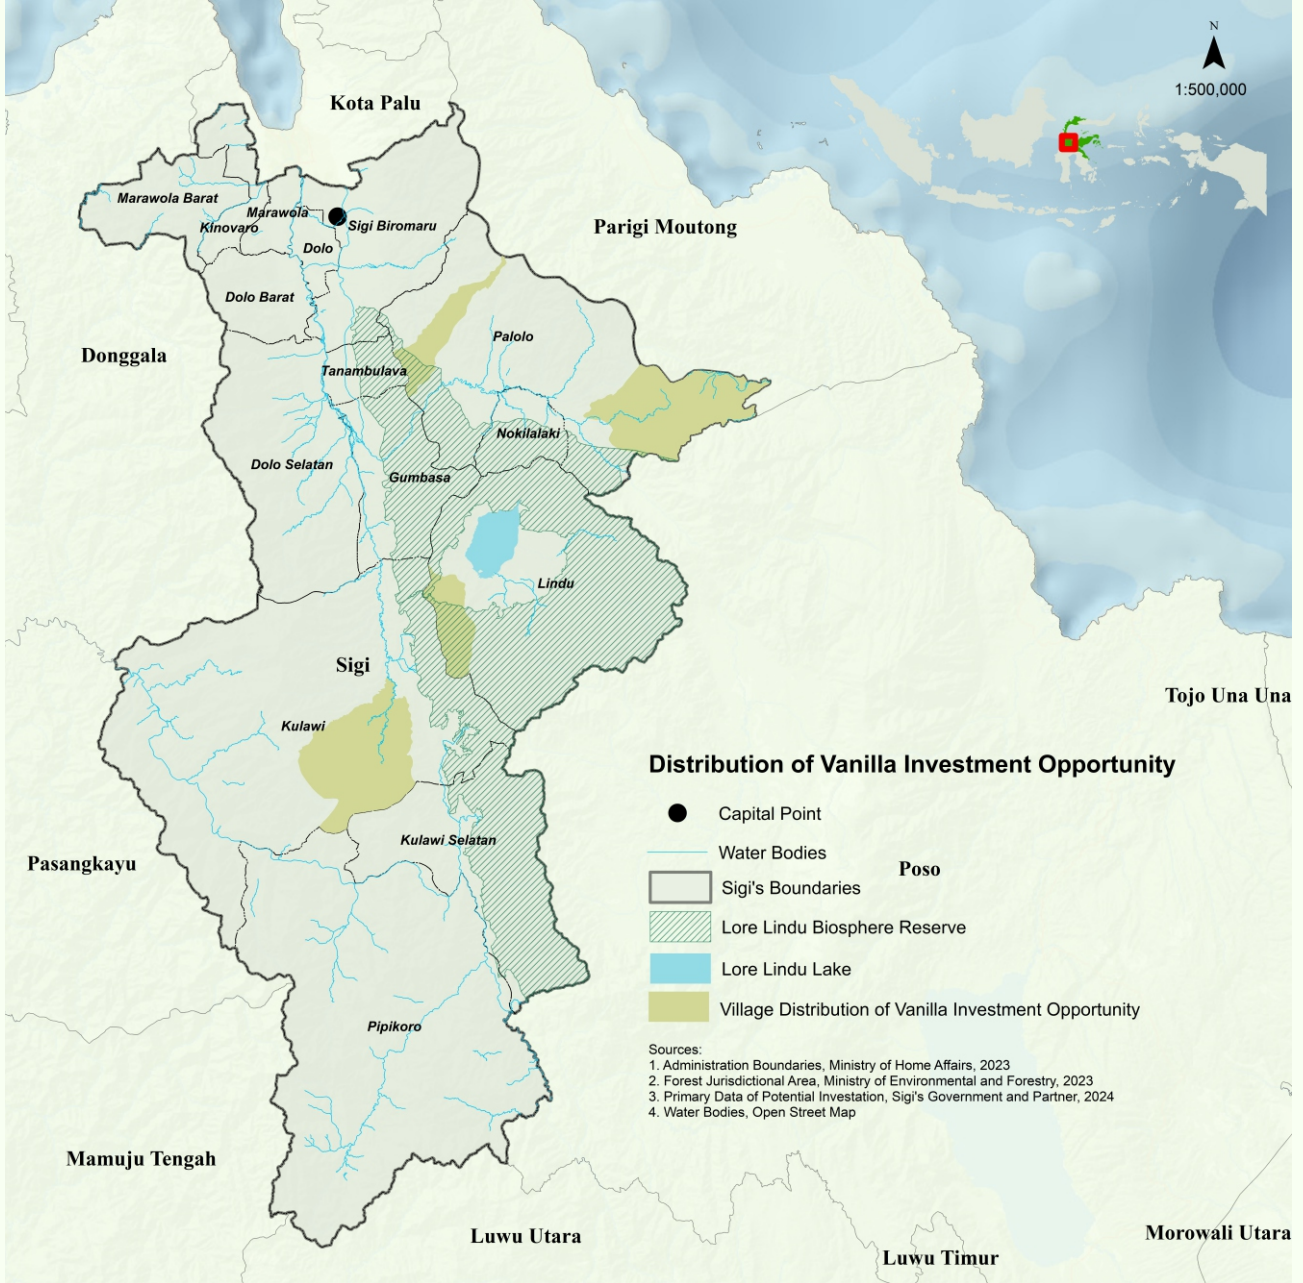 N
1:500,000
Kota Palu
Marawola Barat
Kinovaro
Marawola
Sigi Biromaru
Dolo
Parigi Moutong
Dolo Barat
Donggala
Palolo
Tanambulava
Nokilalaki
Dolo Selatan
Gumbasa
Lindu
Sigi
Tojo Una Una
Kulawi
Kulawi Selatan
Pasangkayu
Poso
Pipikoro
Mamuju Tengah
Luwu Utara
Luwu Timur
Morowali Utara
Distribution of Vanilla Investment Opportunity
Capital Point
Water Bodies
Sigi's Boundaries
Lore Lindu Biosphere Reserve
Lore Lindu Lake
Village Distribution of Vanilla Investment Opportunity
Sources:
1. Administration Boundaries, Ministry of Home Affairs, 2023
2. Forest Jurisdictional Area, Ministry of Environmental and Forestry, 2023
3. Primary Data of Potential Investation, Sigi's Government and Partner, 2024
4. Water Bodies, Open Street Map